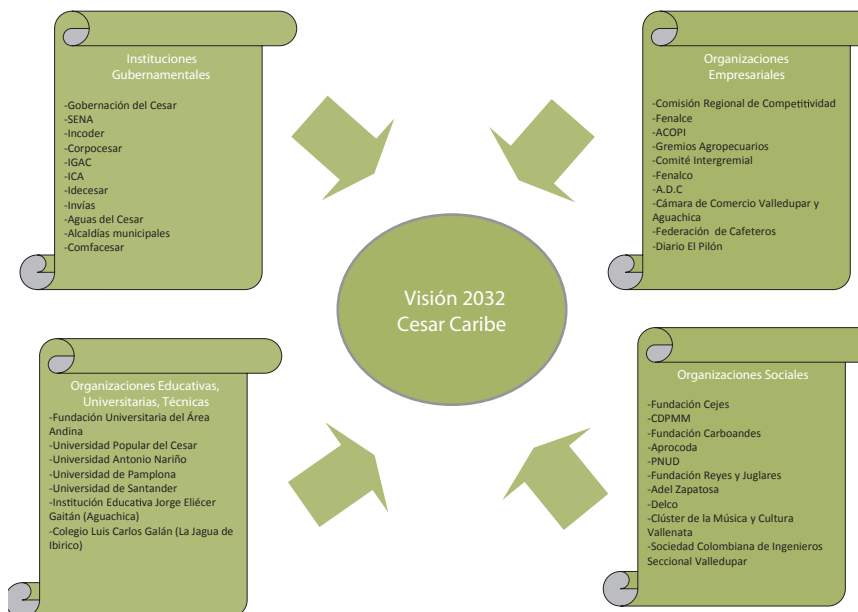 Instituciones
Gubernamentales
-Gobernación del Cesar
-SENA
-Incoder
-Corpocesar
-IGAC
-ICA
-Idecesar
-Invías
-Aguas del Cesar
-Alcaldías municipales
-Comfacesar
Organizaciones
Empresariales
-Comisión Regional de Competitividad
-Fenalce
-ACOPI
-Gremios Agropecuarios
-Comité Intergremial
-Fenalco
-A.D.C
-Cámara de Comercio Valledupar y
Aguachica
-Federación de Cafeteros
-Diario El Pilón
Visión 2032
Cesar Caribe
Organizaciones Educativas,
Universitarias, Técnicas
-Fundación Universitaria del Área
Andina
-Universidad Popular del Cesar
-Universidad Antonio Nariño
-Universidad de Pamplona
-Universidad de Santander
-Institución Educativa Jorge Eliécer
Gaitán (Aguachica)
-Colegio Luis Carlos Galán (La Jagua de
Ibirico)
Organizaciones Sociales
-Fundación Cejes
-CDPMM
-Fundación Carboandes
-Aprocoda
-PNUD
-Fundación Reyes y Juglares
-Adel Zapatosa
-Delco
-Clúster de la Música y Cultura
Vallenata
-Sociedad Colombiana de Ingenieros
Seccional Valledupar